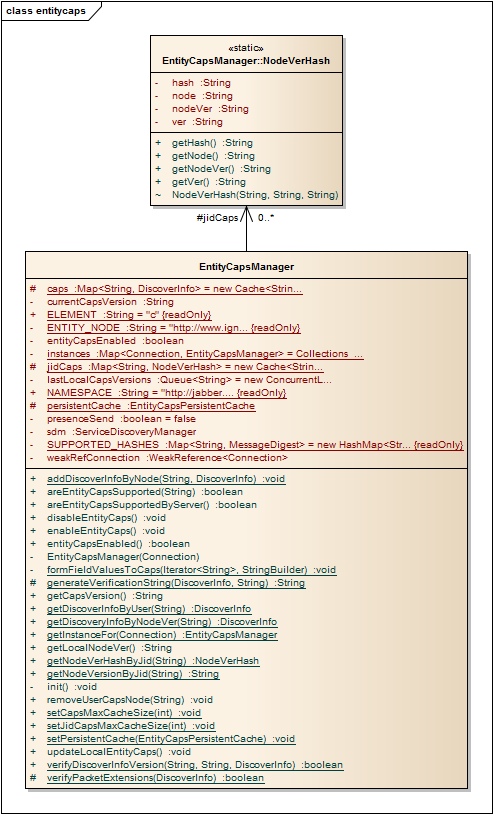 class entitycaps
«static»
EntityCapsManager::NodeVerHash
- hash :String
- node :String
- nodeVer :String
- ver :String
+ getHash() :String
+ getNode() :String
+ getNodeVer() :String
+ getVer() :String
~ NodeVerHash(String, String, String)
#jidCaps 0..*
EntityCapsManager
# caps :Map<String, DiscoverInfo> = new Cache<Strin...
- currentCapsVersion :String
+ ELEMENT :String = "c" {readOnly}
- ENTITY_NODE :String = "http://www.ign... {readOnly}
- entityCapsEnabled :boolean
- instances :Map<Connection, EntityCapsManager> = Collections ...
# jidCaps :Map<String, NodeVerHash> = new Cache<Strin...
- lastLocalCapsVersions :Queue<String> = new ConcurrentL...
+ NAMESPACE :String = "http://jabber.... {readOnly}
# persistentCache :EntityCapsPersistentCache
- presenceSend :boolean = false
- sdm :ServiceDiscoveryManager
- SUPPORTED_HASHES :Map<String, MessageDigest> = new HashMap<Str... {readOnly}
- weakRefConnection :WeakReference<Connection>
+ addDiscoverInfoByNode(String, DiscoverInfo) :void
+ areEntityCapsSupported(String) :boolean
+ areEntityCapsSupportedByServer() :boolean
+ disableEntityCaps() :void
+ enableEntityCaps() :void
+ entityCapsEnabled() :boolean
- EntityCapsManager(Connection)
- formFieldValuesToCaps(Iterator<String>, StringBuilder) :void
# generateVerificationString(DiscoverInfo, String) :String
+ getCapsVersion() :String
+ getDiscoverInfoByUser(String) :DiscoverInfo
+ getDiscoveryInfoByNodeVer(String) :DiscoverInfo
+ getInstanceFor(Connection) :EntityCapsManager
+ getLocalNodeVer() :String
+ getNodeVerHashByJid(String) :NodeVerHash
+ getNodeVersionByJid(String) :String
- init() :void
+ removeUserCapsNode(String) :void
+ setCapsMaxCacheSize(int) :void
+ setJidCapsMaxCacheSize(int) :void
+ setPersistentCache(EntityCapsPersistentCache) :void
+ updateLocalEntityCaps() :void
+ verifyDiscoverInfoVersion(String, String, DiscoverInfo) :boolean
# verifyPacketExtensions(DiscoverInfo) :boolean